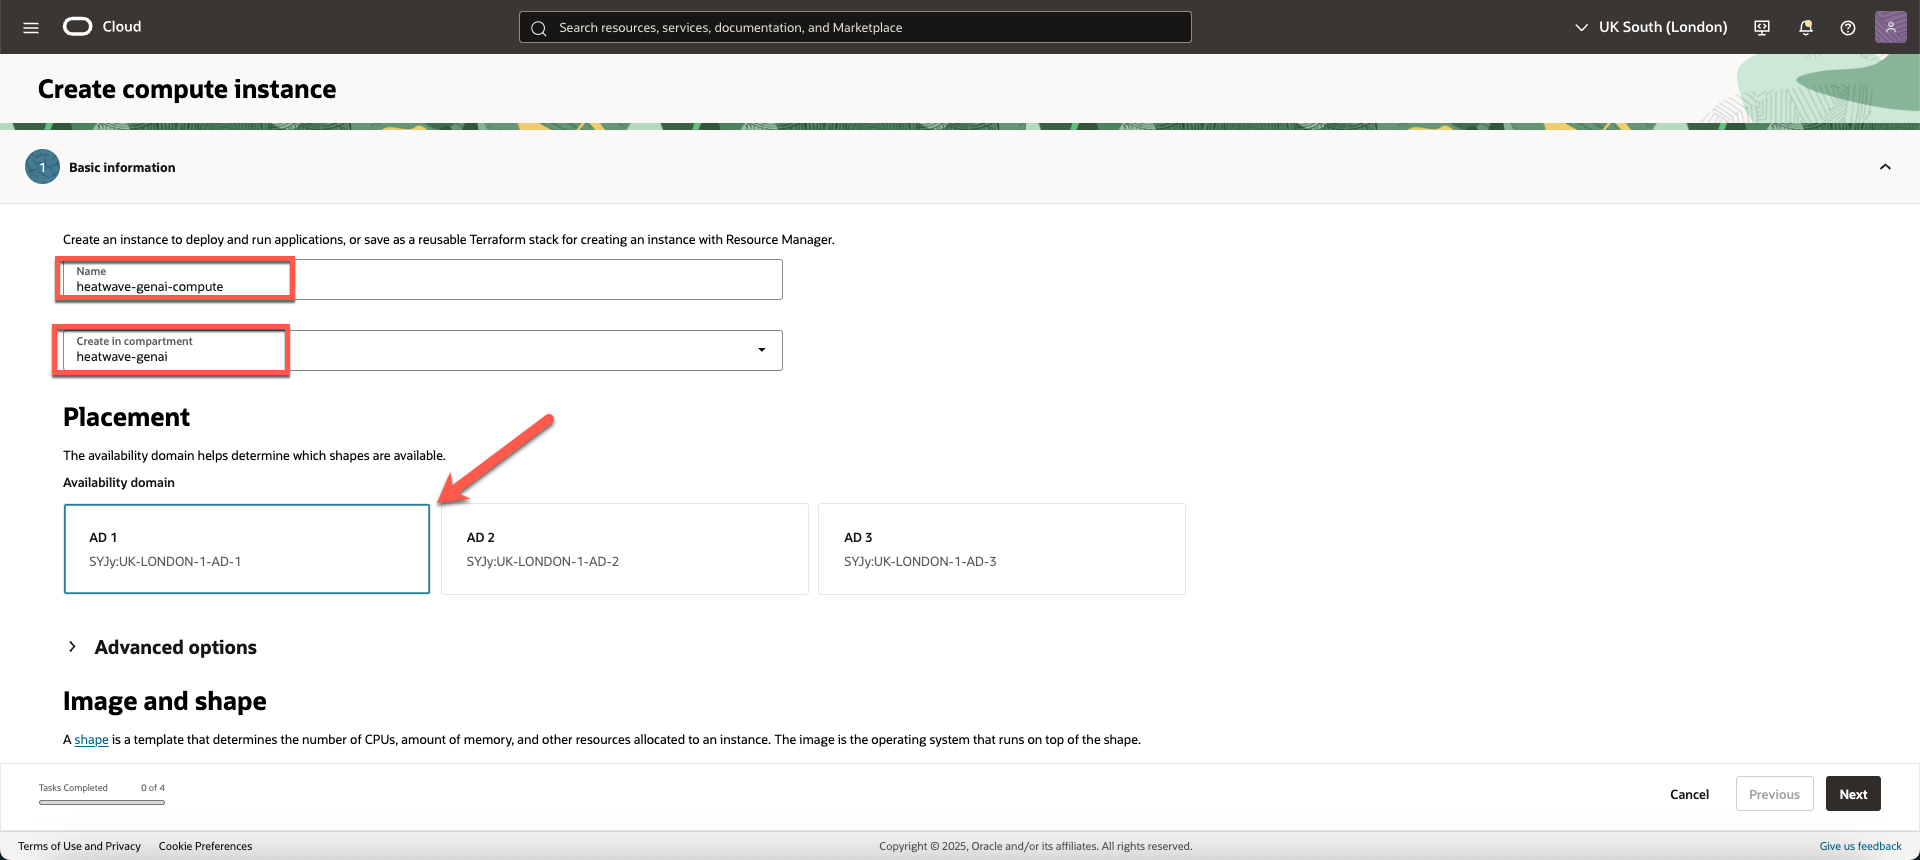 Cloud
Search resources, services, documentation, and Marketplace
UK South (London)
Create compute instance
1
Basic information
Create an instance to deploy and run applications, or save as a reusable Terraform stack for creating an instance with Resource Manager.
Name
heatwave-genai-compute
Create in compartment
heatwave-genai
Placement
The availability domain helps determine which shapes are available.
Availability domain
AD 1
SYJy:UK-LONDON-1-AD-1
AD 2
SYJy:UK-LONDON-1-AD-2
AD 3
SYJy:UK-LONDON-1-AD-3
Advanced options
Image and shape
A shape is a template that determines the number of CPUs, amount of memory, and other resources allocated to an instance. The image is the operating system that runs on top of the shape.
Tasks Completed 0 of 4
Cancel
Previous
Next
Terms of Use and Privacy
Cookie Preferences
Copyright © 2025, Oracle and/or its affiliates. All rights reserved.
Give us feedback